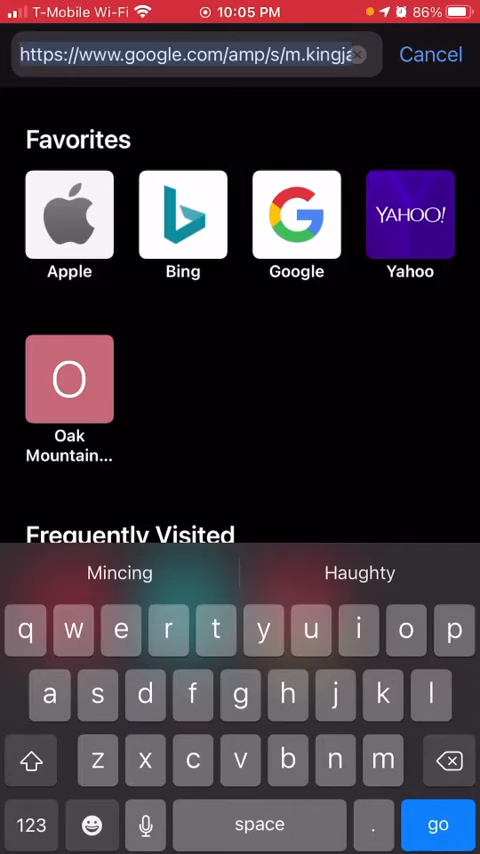 T-Mobile Wi-Fi 10:05 PM 86%
https://www.google.com/amp/s/m.kingja Cancel
Favorites
YAHOO!
Apple Bing Google Yahoo
O
Oak
Mountain...
Frequently Visited
Mincing Haughty
q w e r t y u i o p
a s d f g h j k l
z x c v b n m
123 space . go